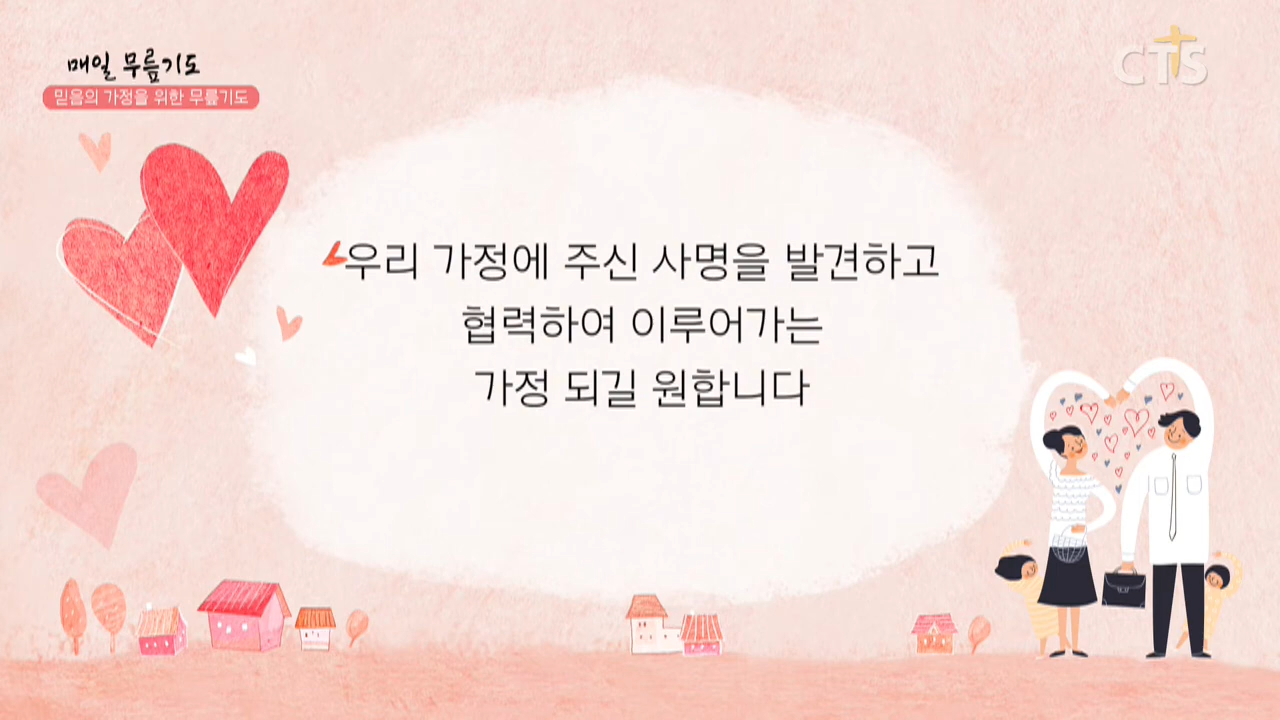 매일 무릎기도
믿음의 가정을 위한 무릎기도
CTS
우리 가정에 주신 사명을 발견하고
협력하여 이루어가는
가정 되길 원합니다